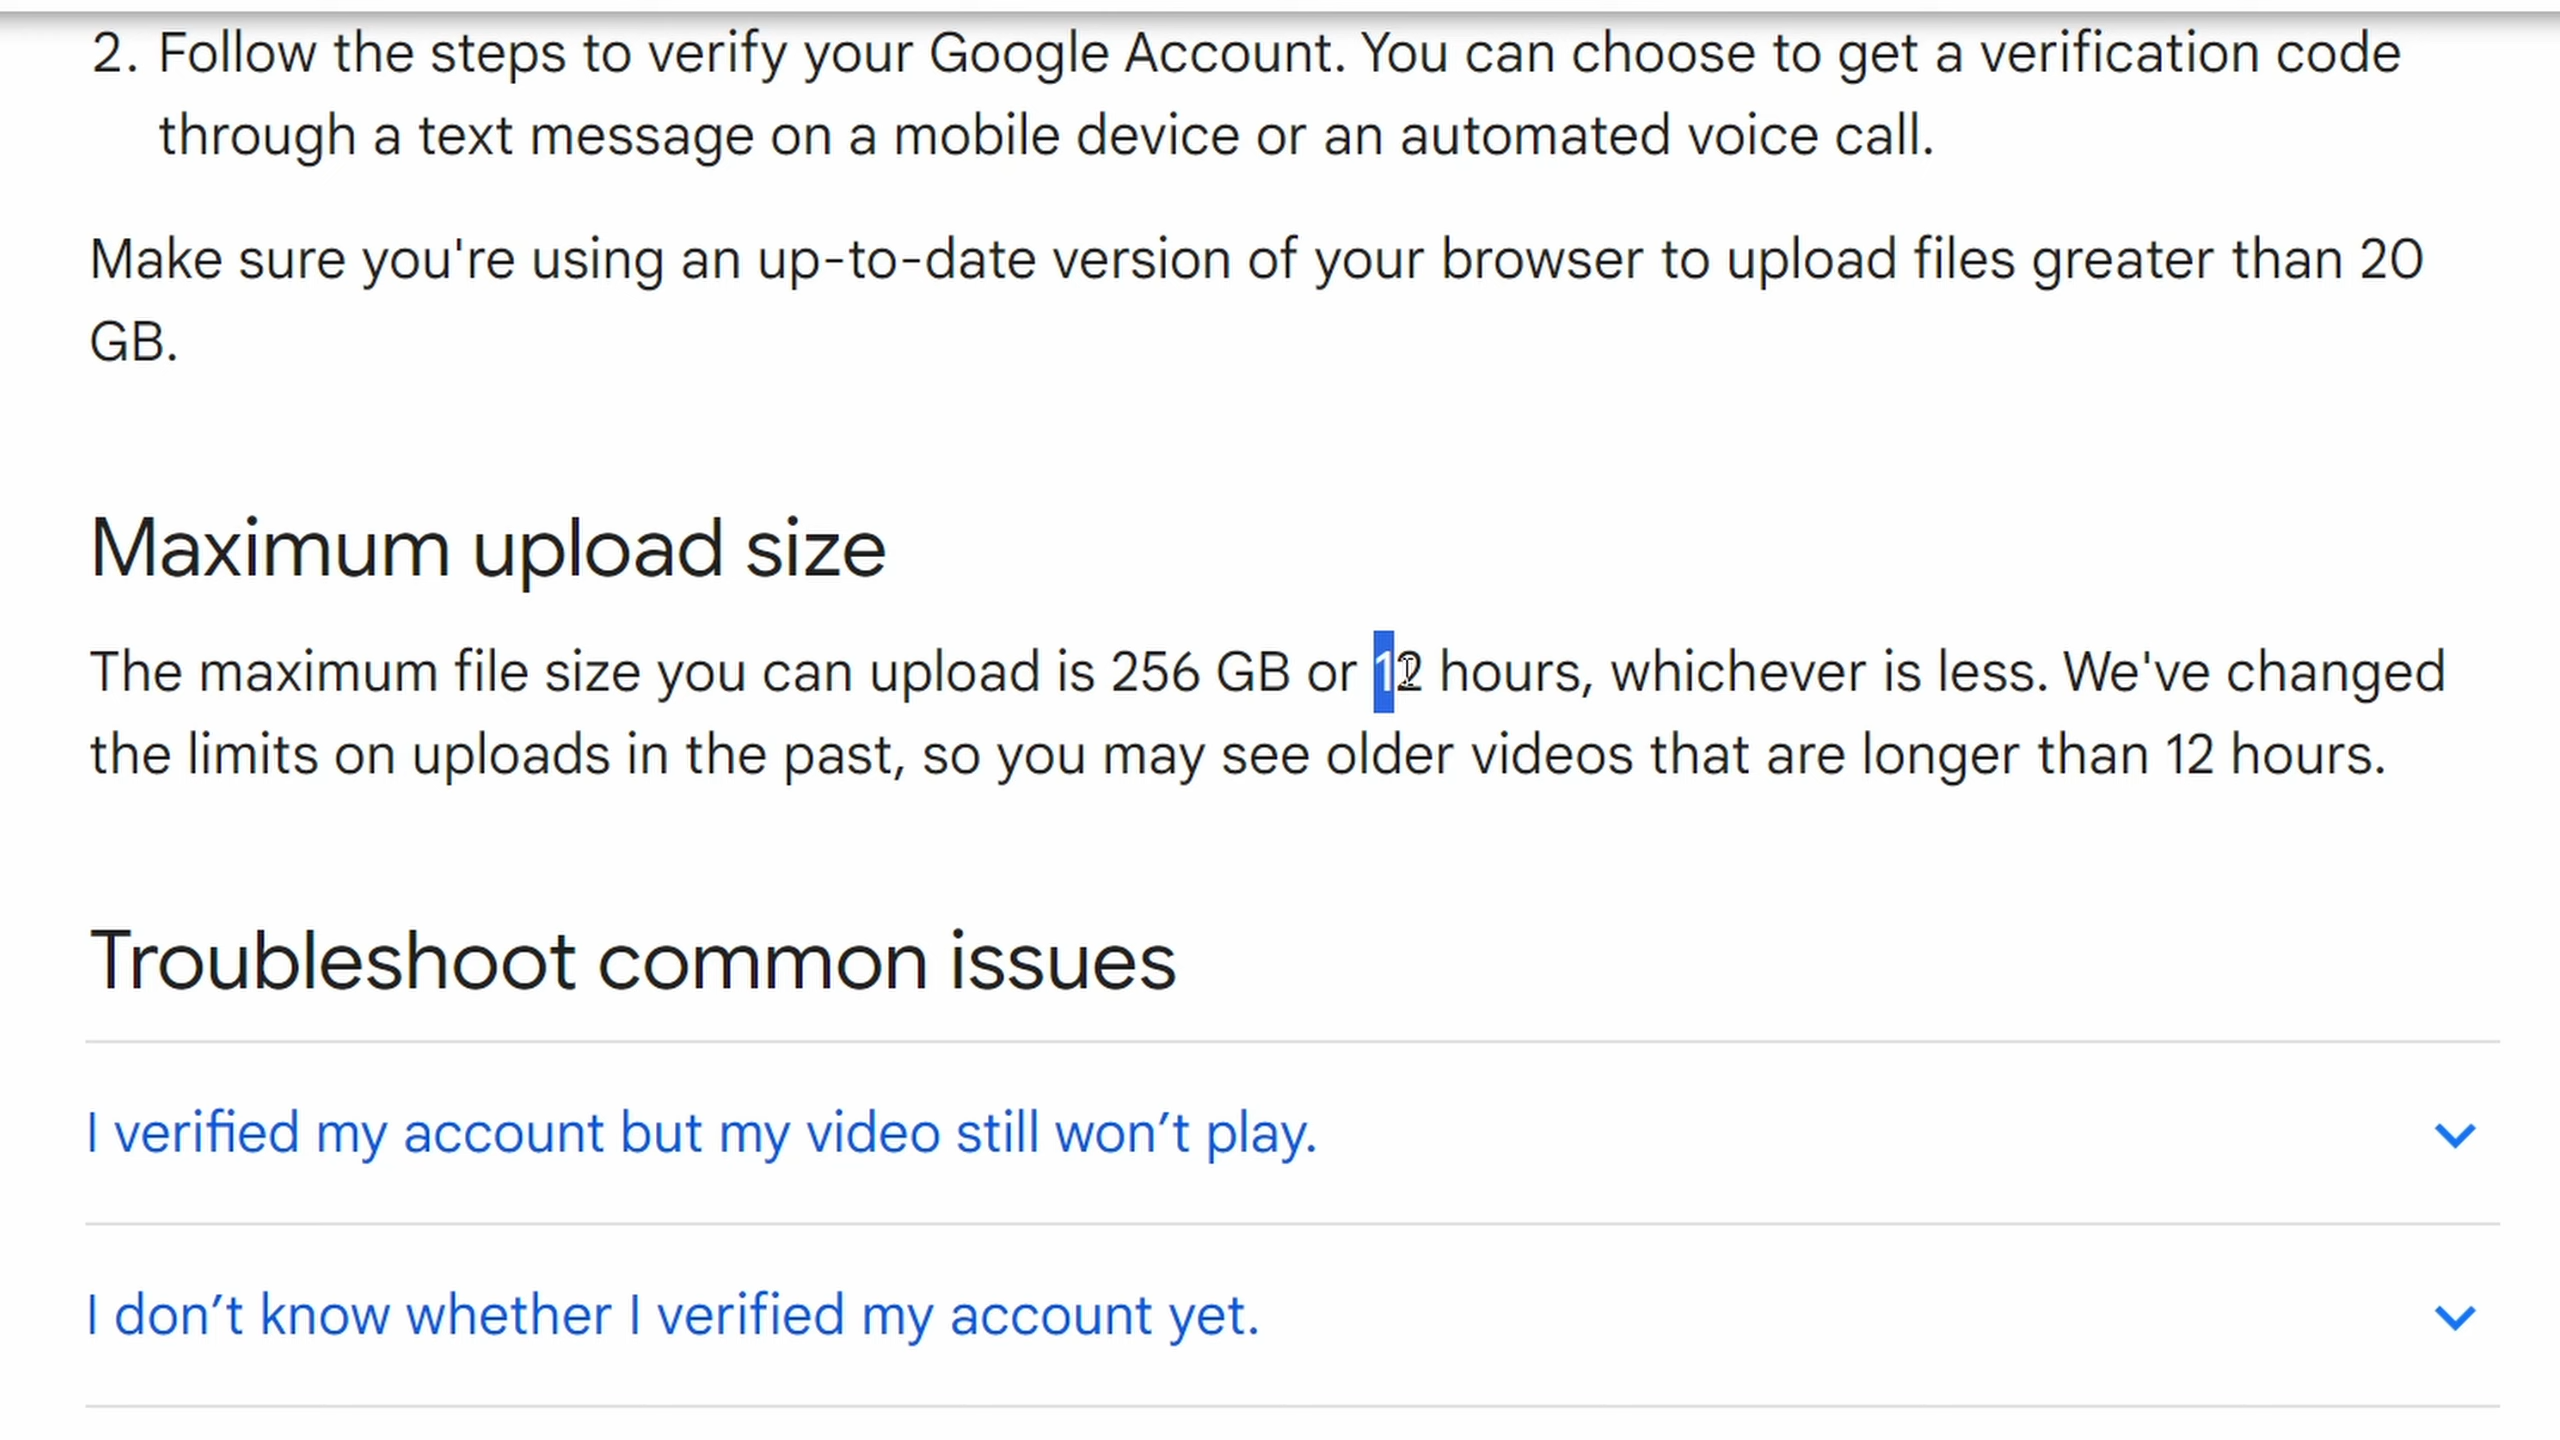 2. Follow the steps to verify your Google Account. You can choose to get a verification code
through a text message on a mobile device or an automated voice call.
Make sure you're using an up-to-date version of your browser to upload files greater than 20
GB.
Maximum upload size
The maximum file size you can upload is 256 GB or 12 hours, whichever is less. We've changed
the limits on uploads in the past, so you may see older videos that are longer than 12 hours.
Troubleshoot common issues
I verified my account but my video still won’t play.
I don’t know whether I verified my account yet.